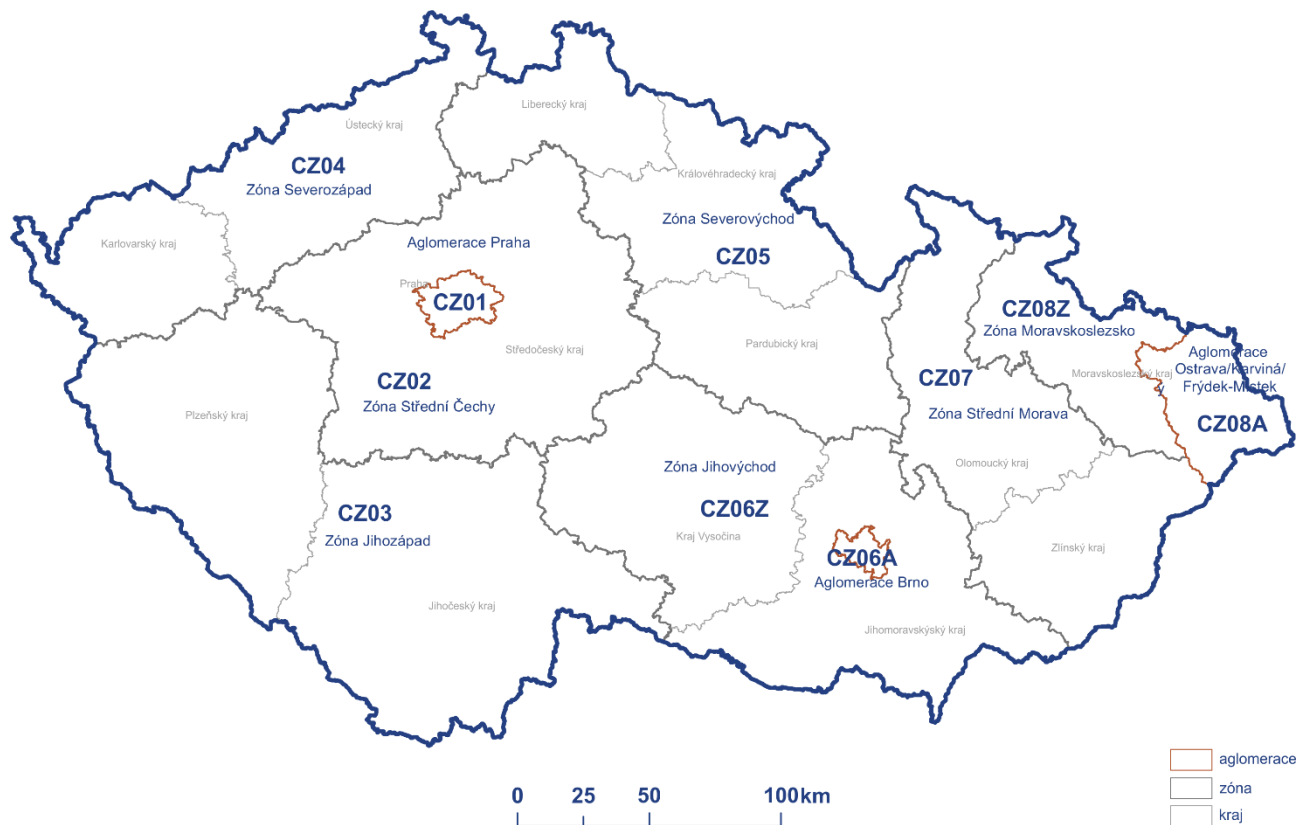 Liberecký kraj
Ústecký kraj
CZ04
Zóna Severozápad
Královéhradecký kraj
Zóna Severovýchod
CZ05
Karlovarský kraj
Aglomerace Praha
Praha
CZ01
CZ08Z
Zóna Moravskoslezsko
Středočeský kraj
Pardubický kraj
Aglomerace
Ostrava/Karviná/
Frýdek-Místek
CZ08A
Moravskoslezský kraj
y
CZ02
Zóna Střední Čechy
CZ07
Zóna Střední Morava
Plzeňský kraj
Zóna Jihovýchod
CZ06Z
Kraj Vysočina
Olomoucký kraj
CZ03
Zóna Jihozápad
CZ06A
Aglomerace Brno
Zlínský kraj
Jihočeský kraj
Jihomoravskýský kraj
aglomerace
zóna
kraj
0 25 50 100km